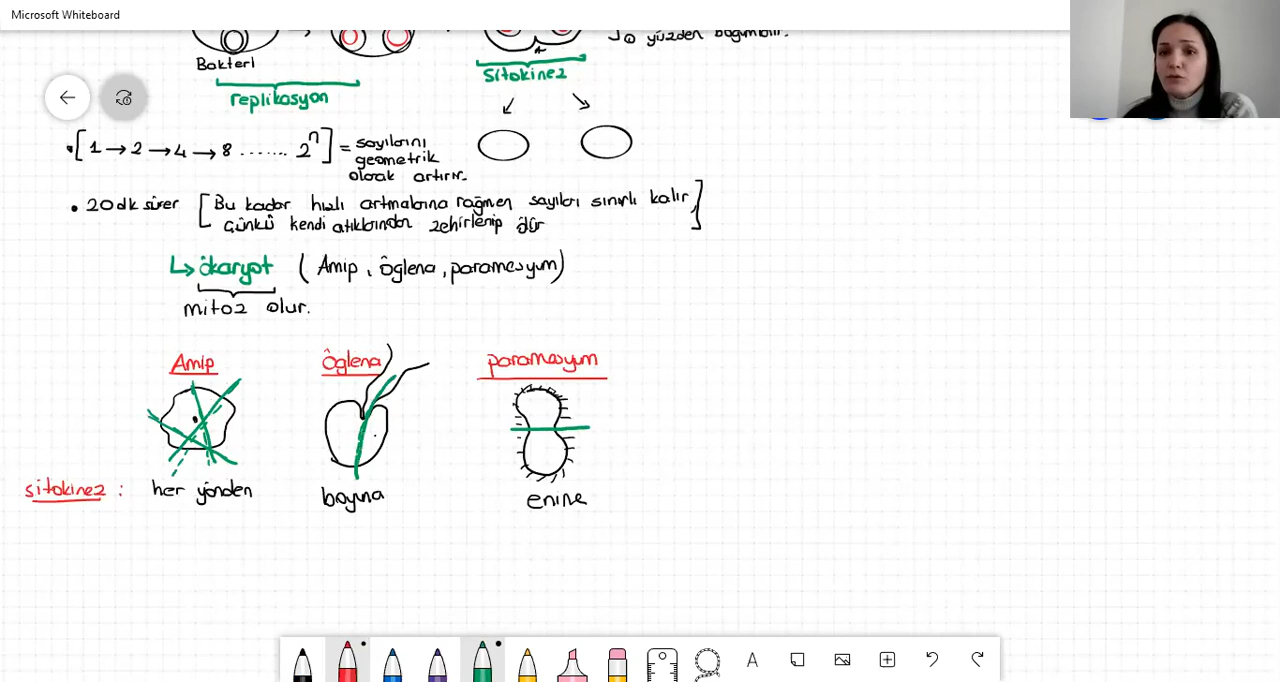 Microsoft Whiteboard
o yüzden boğumludur.
Bakteri
Sitokinez
replikasyon
[1 → 2 → 4 → 8 ....... 2ⁿ] = sayılarını
geometrik
olarak artırır.
• 20 dk sürer [Bu kadar hızlı artmalarına rağmen sayıları sınırlı kalır,
çünkü kendi atıklarından zehirlenip ölür]
↳ ökaryot (Amip, öglena, paramesyum)
mitoz olur.
Amip Öglena paramesyum
sitokinez : her yönden boyuna enine